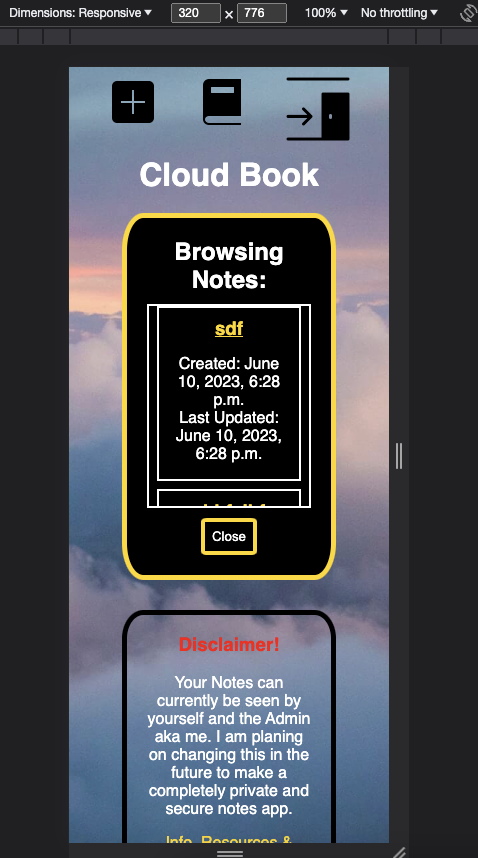 Dimensions: Responsive 320 x 776 100% No throttling
Cloud Book
Browsing
Notes:
sdf
Created: June
10, 2023, 6:28
p.m.
Last Updated:
June 10, 2023,
6:28 p.m.
Close
Disclaimer!
Your Notes can
currently be seen by
yourself and the Admin
aka me. I am planing
on changing this in the
future to make a
completely private and
secure notes app.
Info, Resources &